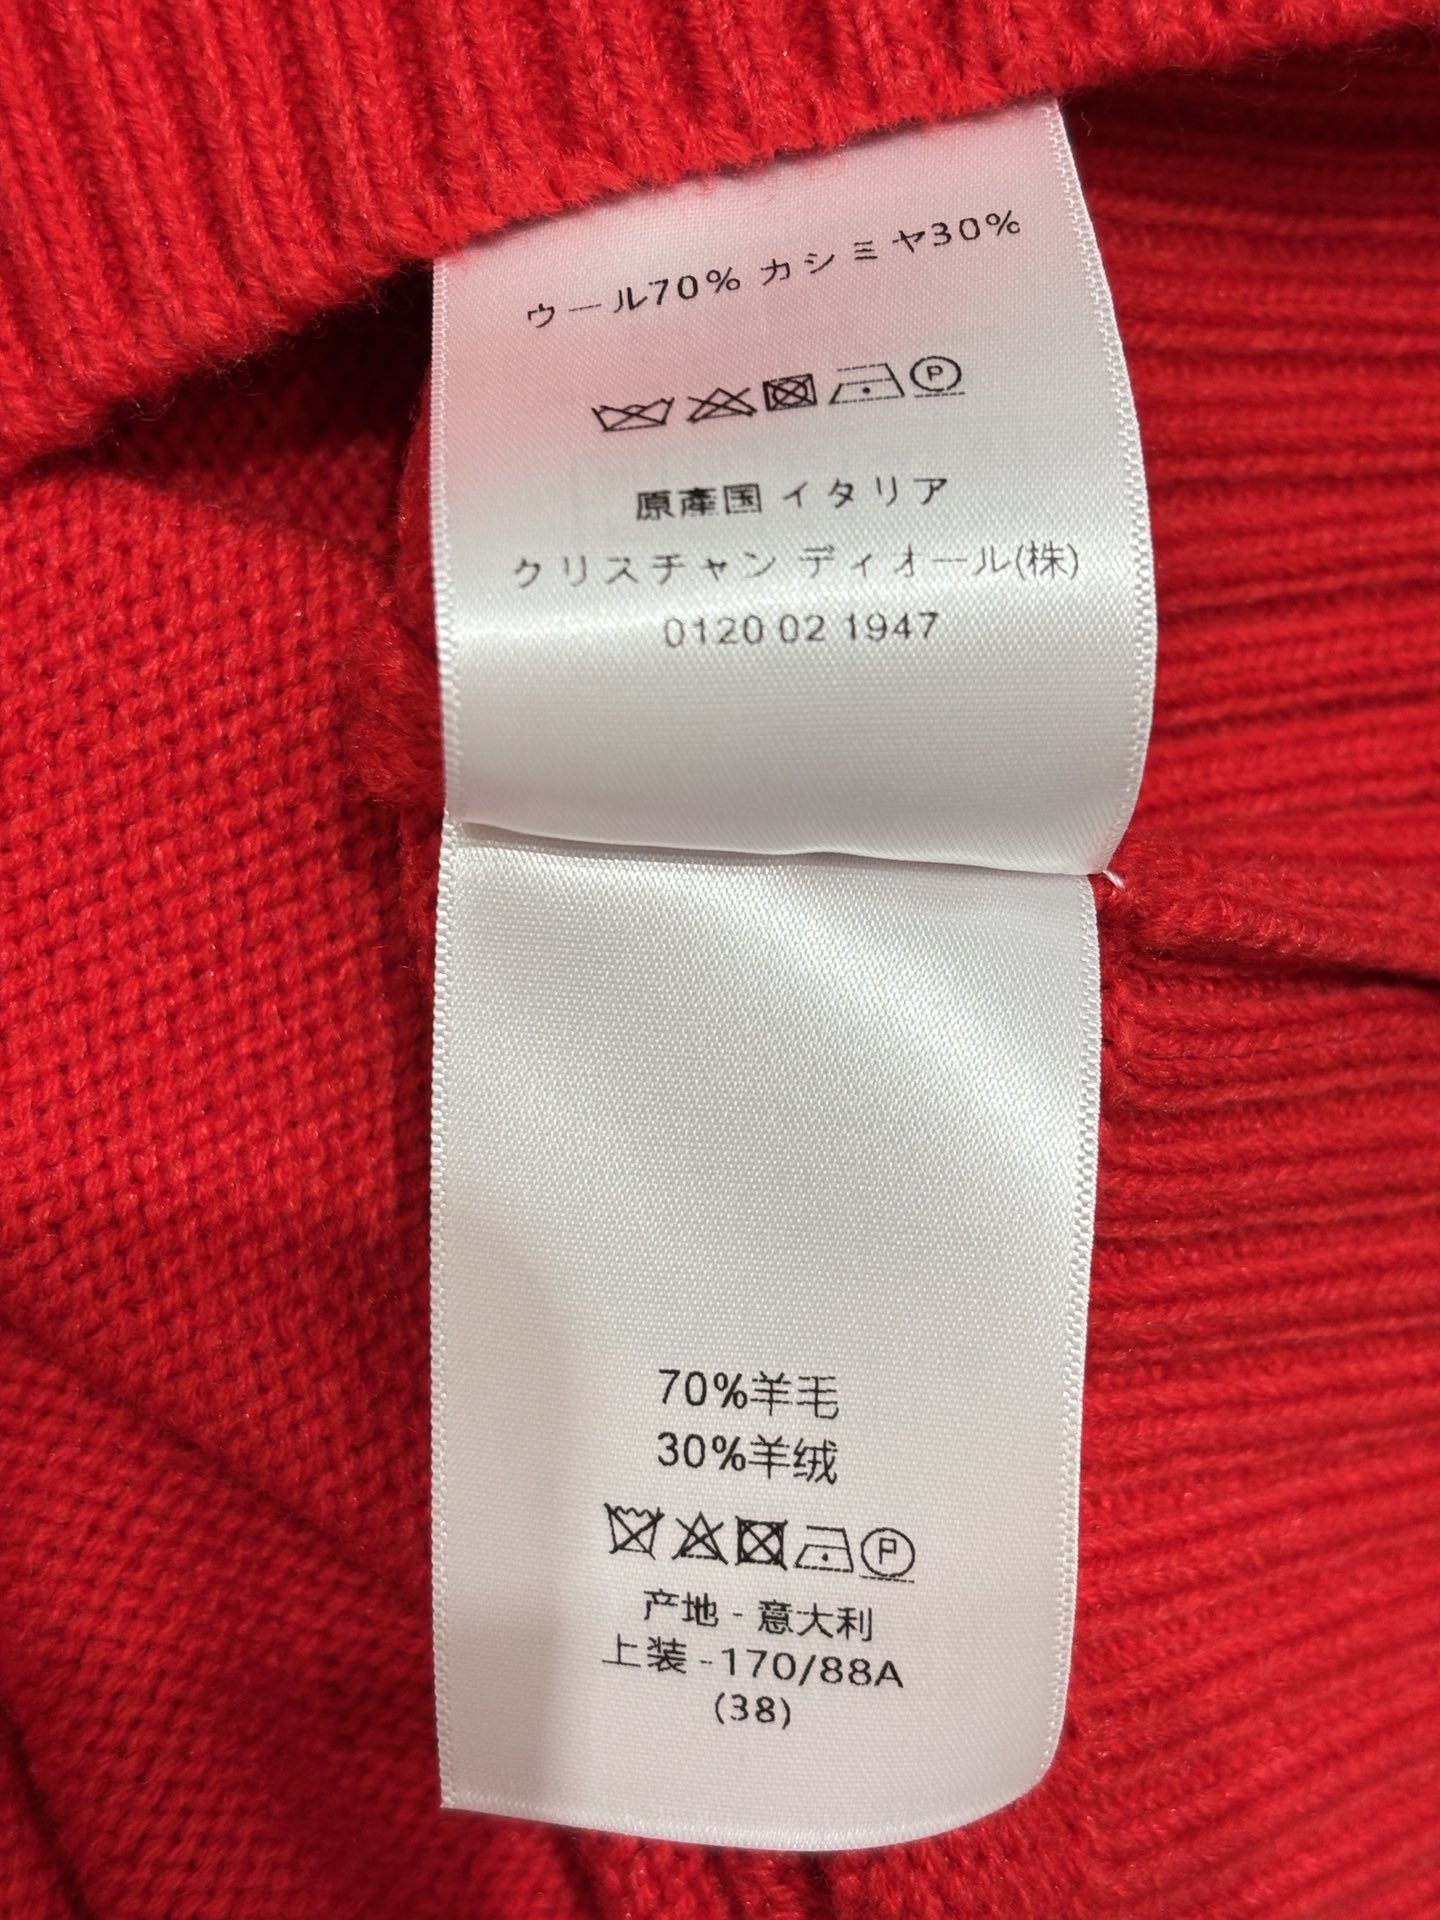 ウール70% カシミヤ30%
P
原産国 イタリア
クリスチャン ディオール(株)
0120 02 1947
70%羊毛
30%羊绒
P
产地 - 意大利
上装 -170/88A
(38)